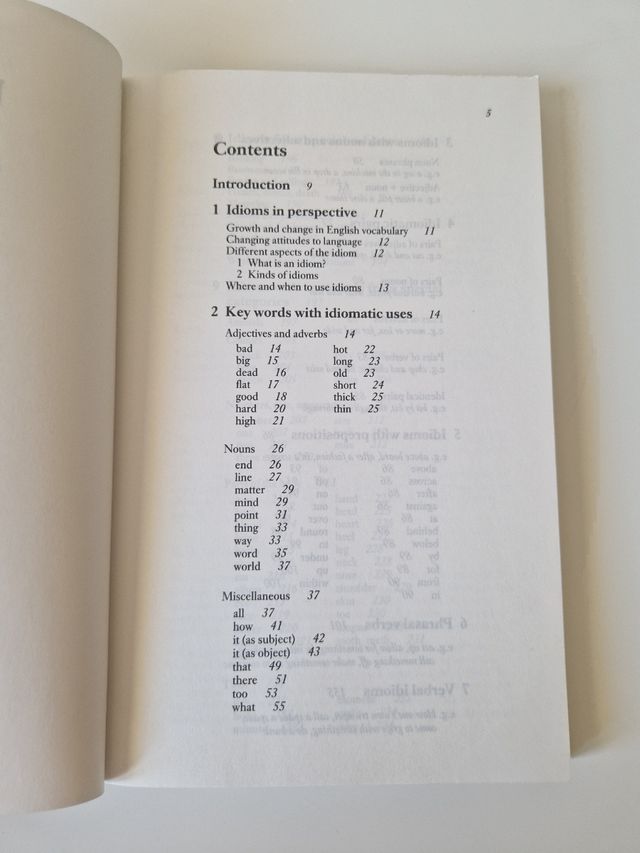 5
Contents
Introduction 9
1 Idioms in perspective 11
Growth and change in English vocabulary 11
Changing attitudes to language 12
Different aspects of the idiom 12
1 What is an idiom?
2 Kinds of idioms
Where and when to use idioms 13
2 Key words with idiomatic uses 14
Adjectives and adverbs 14
bad 14
big 15
dead 16
flat 17
good 18
hard 20
high 21
hot 22
long 23
old 23
short 24
thick 25
thin 25
Nouns 26
end 26
line 27
matter 29
mind 29
point 31
thing 33
way 33
word 35
world 37
Miscellaneous 37
all 37
how 41
it (as subject) 42
it (as object) 43
that 49
there 51
too 53
what 55